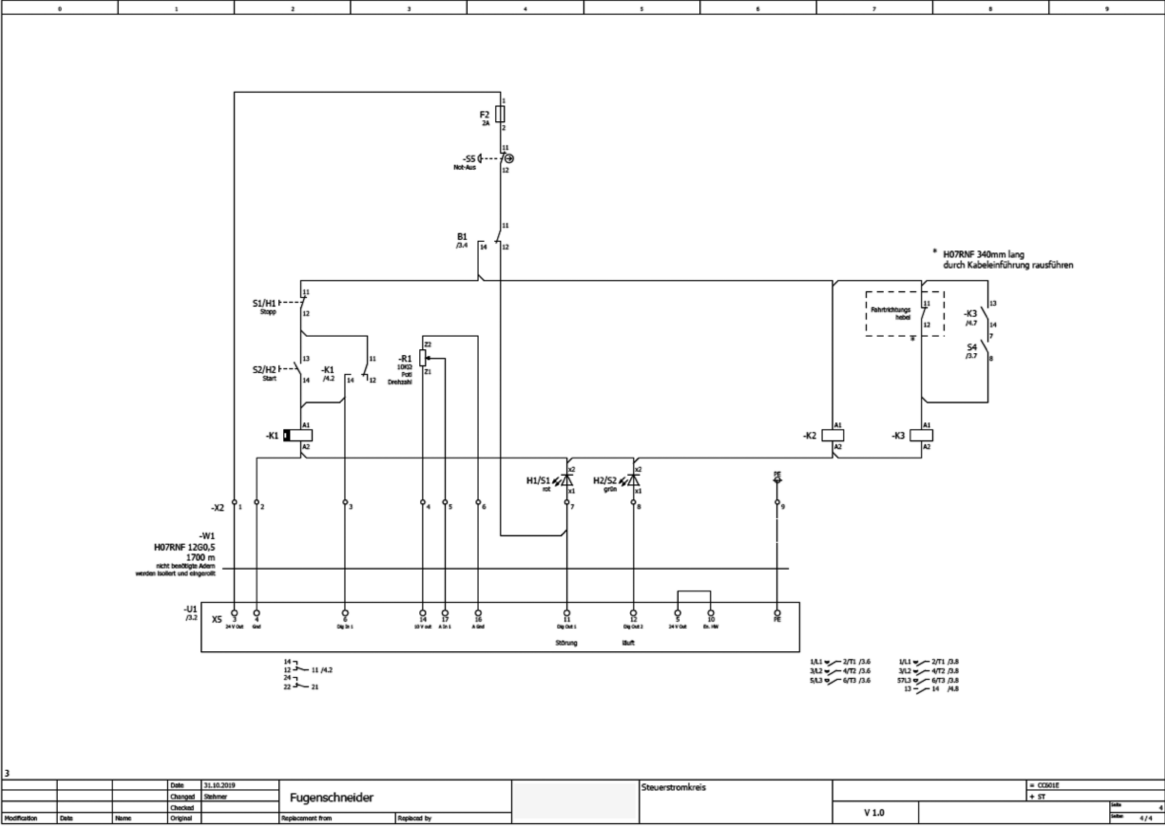 0 1 2 3 4 5 6 7 8 9
1
F2
2A
2
11
-S5
Not-Aus
12
11
B1
/3.4
14 12
* H07RNF 340mm lang
durch Kabeleinführung rausführen
11
S1/H1
Stopp
12
Fahrtrichtungs
hebel
11
12
*
13
-K3
/4.7
14
7
S4
/3.7
8
13
S2/H2
Start
14
-K1
/4.2
11
14 12
-R1
10KΩ
Poti
Drehzahl
Z2
Z1
-K1
A1
A2
-K2
A1
A2
-K3
A1
A2
H1/S1
rot
x2
x1
H2/S2
grün
x2
x1
PE
-X2 1 2 3 4 5 6 7 8 9
-W1
H07RNF 12G0,5
1700 m
nicht benötigte Adern
werden isoliert und eingerollt
-U1
/3.2
X5 3 4 6 14 17 16 11 12 5 10 PE
24 V Out Gnd Dig In 1 10 V out A In 1 A Gnd Dig Out 1 Dig Out 2 24 V Out En. HW
Störung läuft
14
12 11 /4.2
24
22 21
1/L1 2/T1 /3.6
3/L2 4/T2 /3.6
5/L3 6/T3 /3.6
1/L1 2/T1 /3.8
3/L2 4/T2 /3.8
5/L3 6/T3 /3.8
13 14 /4.8
3
Date 31.10.2019
Changed Stehmer
Checked
Modification Date Name Original
Fugenschneider
Replacement from Replaced by
Steuerstromkreis
V 1.0
= CC601E
+ ST
Seite 4
Seiten 4 / 4